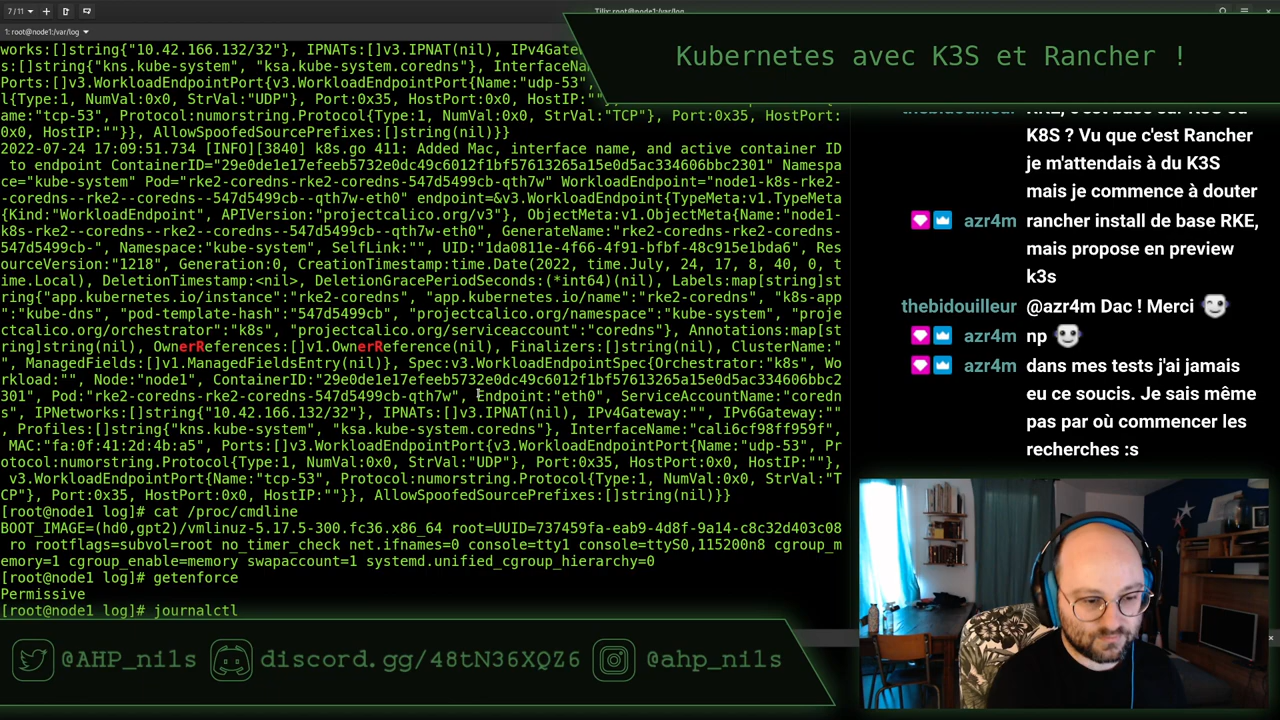 7 / 11
Tilix: root@node1:/var/log
1: root@node1:/var/log
works:[]string{"10.42.166.132/32"}, IPNATs:[]v3.IPNAT(nil), IPv4Gatew
s:[]string{"kns.kube-system", "ksa.kube-system.coredns"}, InterfaceNam
Ports:[]v3.WorkloadEndpointPort{v3.WorkloadEndpointPort{Name:"udp-53"
l{Type:1, NumVal:0x0, StrVal:"UDP"}, Port:0x35, HostPort:0x0, HostIP:""
ame:"tcp-53", Protocol:numorstring.Protocol{Type:1, NumVal:0x0, StrVal:"TCP"}, Port:0x35, HostPort:
0x0, HostIP:""}}, AllowSpoofedSourcePrefixes:[]string(nil)}}
2022-07-24 17:09:51.734 [INFO][3840] k8s.go 411: Added Mac, interface name, and active container ID
 to endpoint ContainerID="29e0de1e17efeeb5732e0dc49c6012f1bf57613265a15e0d5ac334606bbc2301" Namespa
ce="kube-system" Pod="rke2-coredns-rke2-coredns-547d5499cb-qth7w" WorkloadEndpoint="node1-k8s-rke2-
-coredns--rke2--coredns--547d5499cb--qth7w-eth0" endpoint=&v3.WorkloadEndpoint{TypeMeta:v1.TypeMeta
{Kind:"WorkloadEndpoint", APIVersion:"projectcalico.org/v3"}, ObjectMeta:v1.ObjectMeta{Name:"node1-
k8s-rke2--coredns--rke2--coredns--547d5499cb--qth7w-eth0", GenerateName:"rke2-coredns-rke2-coredns-
547d5499cb-", Namespace:"kube-system", SelfLink:"", UID:"1da0811e-4f66-4f91-bfbf-48c915e1bda6", Res
ourceVersion:"1218", Generation:0, CreationTimestamp:time.Date(2022, time.July, 24, 17, 8, 40, 0, t
ime.Local), DeletionTimestamp:<nil>, DeletionGracePeriodSeconds:(*int64)(nil), Labels:map[string]st
ring{"app.kubernetes.io/instance":"rke2-coredns", "app.kubernetes.io/name":"rke2-coredns", "k8s-app
":"kube-dns", "pod-template-hash":"547d5499cb", "projectcalico.org/namespace":"kube-system", "proje
ctcalico.org/orchestrator":"k8s", "projectcalico.org/serviceaccount":"coredns"}, Annotations:map[st
ring]string(nil), OwnerReferences:[]v1.OwnerReference(nil), Finalizers:[]string(nil), ClusterName:"
", ManagedFields:[]v1.ManagedFieldsEntry(nil)}, Spec:v3.WorkloadEndpointSpec{Orchestrator:"k8s", Wo
rkload:"", Node:"node1", ContainerID:"29e0de1e17efeeb5732e0dc49c6012f1bf57613265a15e0d5ac334606bbc2
301", Pod:"rke2-coredns-rke2-coredns-547d5499cb-qth7w", Endpoint:"eth0", ServiceAccountName:"coredn
s", IPNetworks:[]string{"10.42.166.132/32"}, IPNATs:[]v3.IPNAT(nil), IPv4Gateway:"", IPv6Gateway:""
, Profiles:[]string{"kns.kube-system", "ksa.kube-system.coredns"}, InterfaceName:"cali6cf98ff959f",
 MAC:"fa:0f:41:2d:4b:a5", Ports:[]v3.WorkloadEndpointPort{v3.WorkloadEndpointPort{Name:"udp-53", Pr
otocol:numorstring.Protocol{Type:1, NumVal:0x0, StrVal:"UDP"}, Port:0x35, HostPort:0x0, HostIP:""},
 v3.WorkloadEndpointPort{Name:"tcp-53", Protocol:numorstring.Protocol{Type:1, NumVal:0x0, StrVal:"T
CP"}, Port:0x35, HostPort:0x0, HostIP:""}}, AllowSpoofedSourcePrefixes:[]string(nil)}}
[root@node1 log]# cat /proc/cmdline
BOOT_IMAGE=(hd0,gpt2)/vmlinuz-5.17.5-300.fc36.x86_64 root=UUID=737459fa-eab9-4d8f-9a14-c8c32d403c08
 ro rootflags=subvol=root no_timer_check net.ifnames=0 console=tty1 console=ttyS0,115200n8 cgroup_m
emory=1 cgroup_enable=memory swapaccount=1 systemd.unified_cgroup_hierarchy=0
[root@node1 log]# getenforce
Permissive
[root@node1 log]# journalctl
Kubernetes avec K3S et Rancher !
K8S ? Vu que c'est Rancher
je m'attendais à du K3S
mais je commence à douter
azr4m rancher install de base RKE,
mais propose en preview
k3s
thebidouilleur @azr4m Dac ! Merci
azr4m np
azr4m dans mes tests j'ai jamais
eu ce soucis. Je sais même
pas par où commencer les
recherches :s
@AHP_nils discord.gg/48tN36XQZ6 @ahp_nils